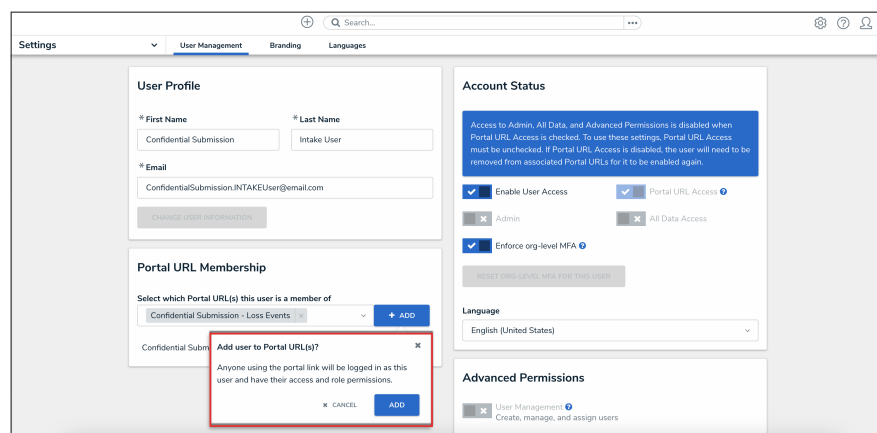 Search...
Settings
User Management
Branding
Languages
User Profile
* First Name
* Last Name
Confidential Submission
Intake User
* Email
ConfidentialSubmission.INTAKEUser@email.com
CHANGE USER INFORMATION
Portal URL Membership
Select which Portal URL(s) this user is a member of
Confidential Submission - Loss Events ×
+ ADD
Confidential Subm
Add user to Portal URL(s)?
Anyone using the portal link will be logged in as this
user and have their access and role permissions.
× CANCEL
ADD
Account Status
Access to Admin, All Data, and Advanced Permissions is disabled when
Portal URL Access is checked. To use these settings, Portal URL Access
must be unchecked. If Portal URL Access is disabled, the user will need to be
removed from associated Portal URLs for it to be enabled again.
Enable User Access
Portal URL Access ?
Admin
All Data Access
Enforce org-level MFA ?
RESET ORG-LEVEL MFA FOR THIS USER
Language
English (United States)
Advanced Permissions
User Management ?
Create, manage, and assign users